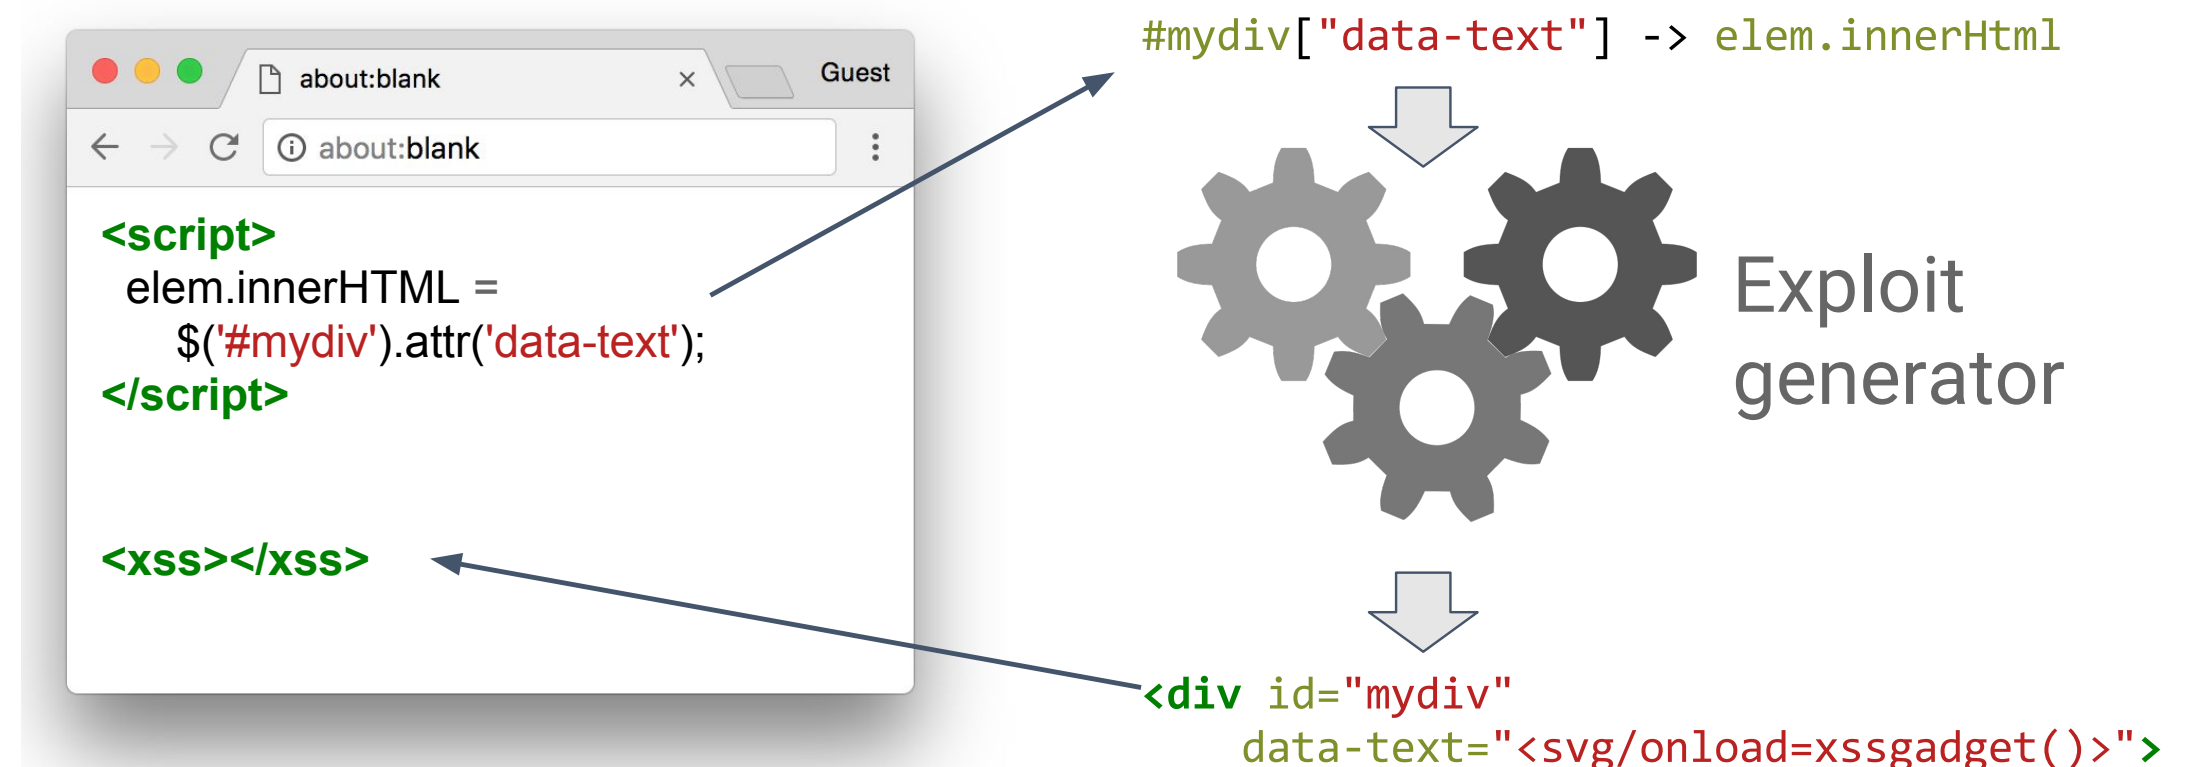 about:blank
Guest
about:blank
<script>
elem.innerHTML =
$('#mydiv').attr('data-text');
</script>
<xss></xss>
#mydiv["data-text"] -> elem.innerHtml
Exploit
generator
<div id="mydiv"
data-text="<svg/onload=xssgadget()>">